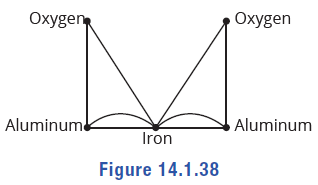 Oxygen Oxygen
Aluminum Aluminum
Iron
Figure 14.1.38